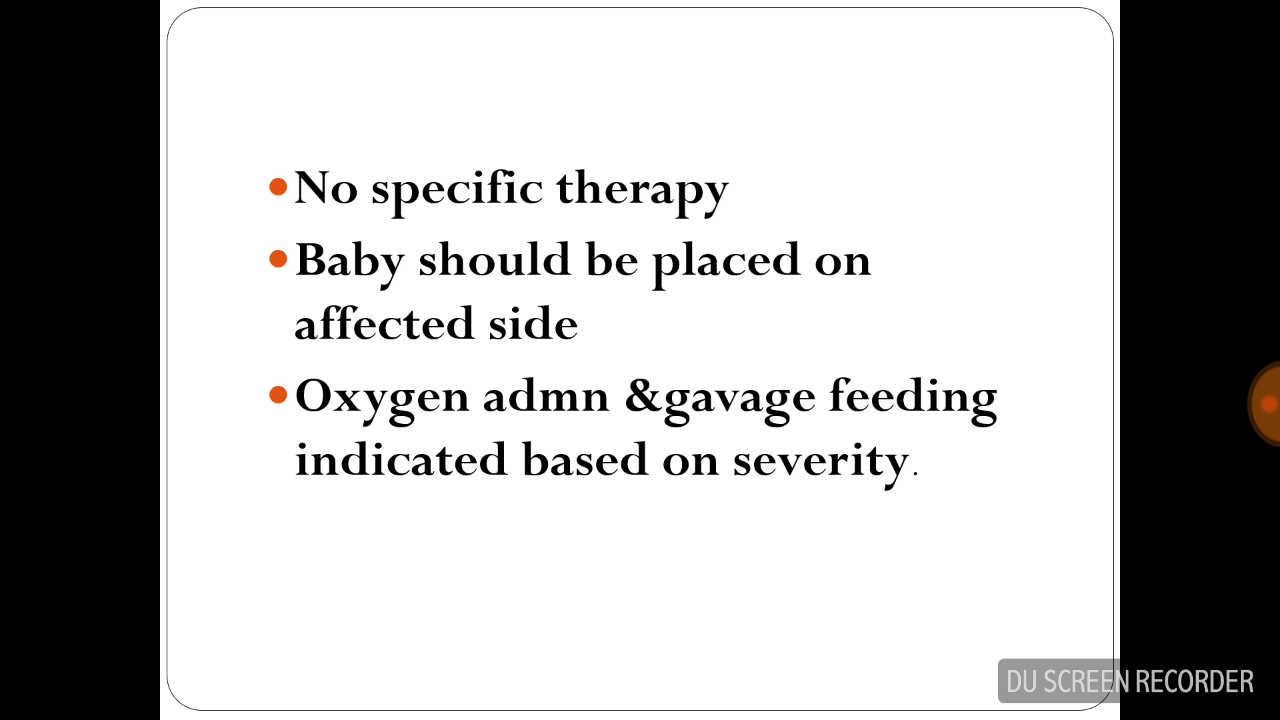 No specific therapy
Baby should be placed on
affected side
Oxygen admn &gavage feeding
indicated based on severity.
DU SCREEN RECORDER